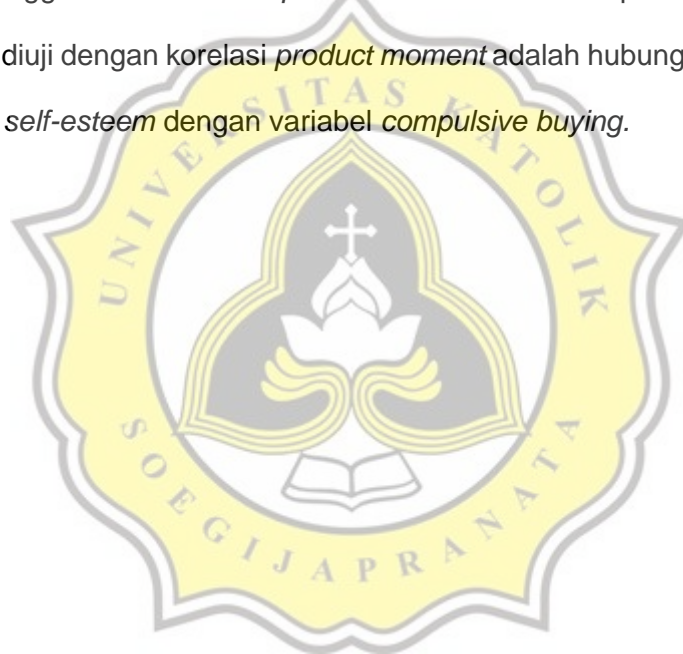 diuji dengan korelasi product moment adalah hubung
self-esteem dengan variabel compulsive buying.
UNIVERSITAS KATOLIK
SOEGIJAPRANATA